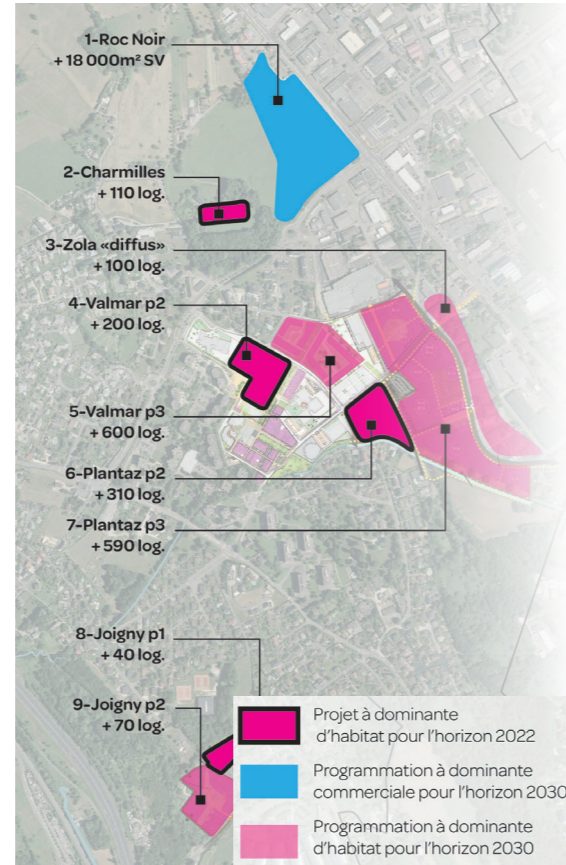 1-Roc Noir
+ 18 000m² SV
2-Charmilles
+ 110 log.
3-Zola «diffus»
+ 100 log.
4-Valmar p2
+ 200 log.
5-Valmar p3
+ 600 log.
6-Plantaz p2
+ 310 log.
7-Plantaz p3
+ 590 log.
8-Joigny p1
+ 40 log.
9-Joigny p2
+ 70 log.
Projet à dominante
d'habitat pour l'horizon 2022
Programmation à dominante
commerciale pour l'horizon 2030
Programmation à dominante
d'habitat pour l'horizon 2030